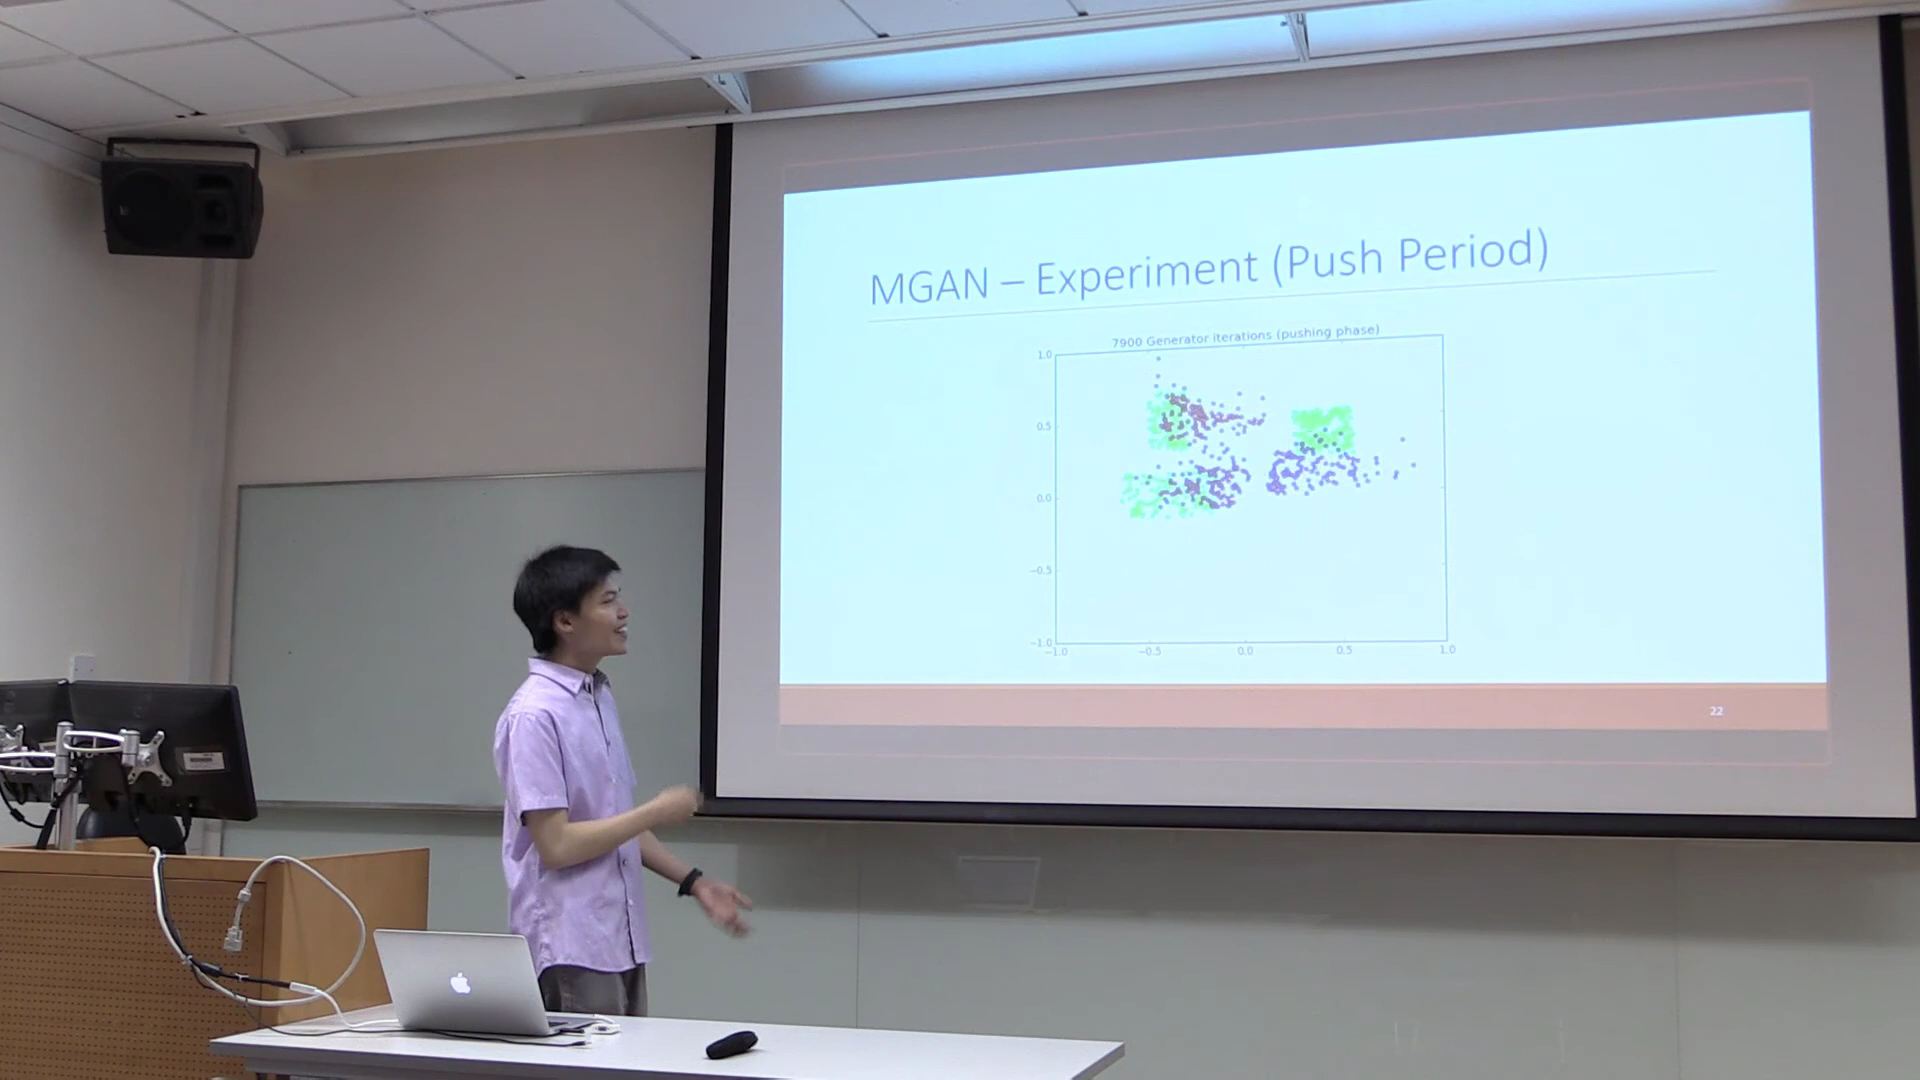 MGAN – Experiment (Push Period)
7900 Generator iterations (pushing phase)
1.0
0.5
0.0
−0.5
−1.0
−1.0 −0.5 0.0 0.5 1.0
22